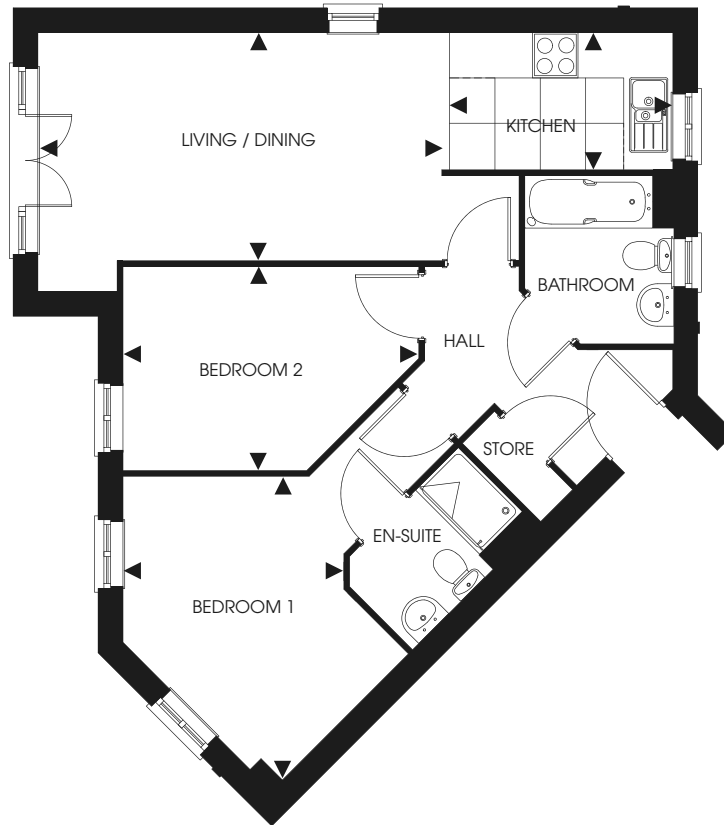 LIVING / DINING
KITCHEN
BATHROOM
HALL
BEDROOM 2
STORE
EN-SUITE
BEDROOM 1